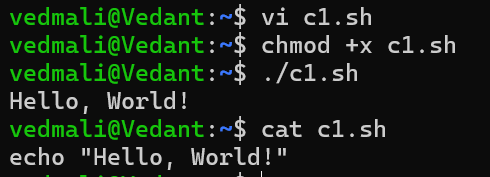 vedmali@Vedant:~$ vi c1.sh
vedmali@Vedant:~$ chmod +x c1.sh
vedmali@Vedant:~$ ./c1.sh
Hello, World!
vedmali@Vedant:~$ cat c1.sh
echo "Hello, World!"